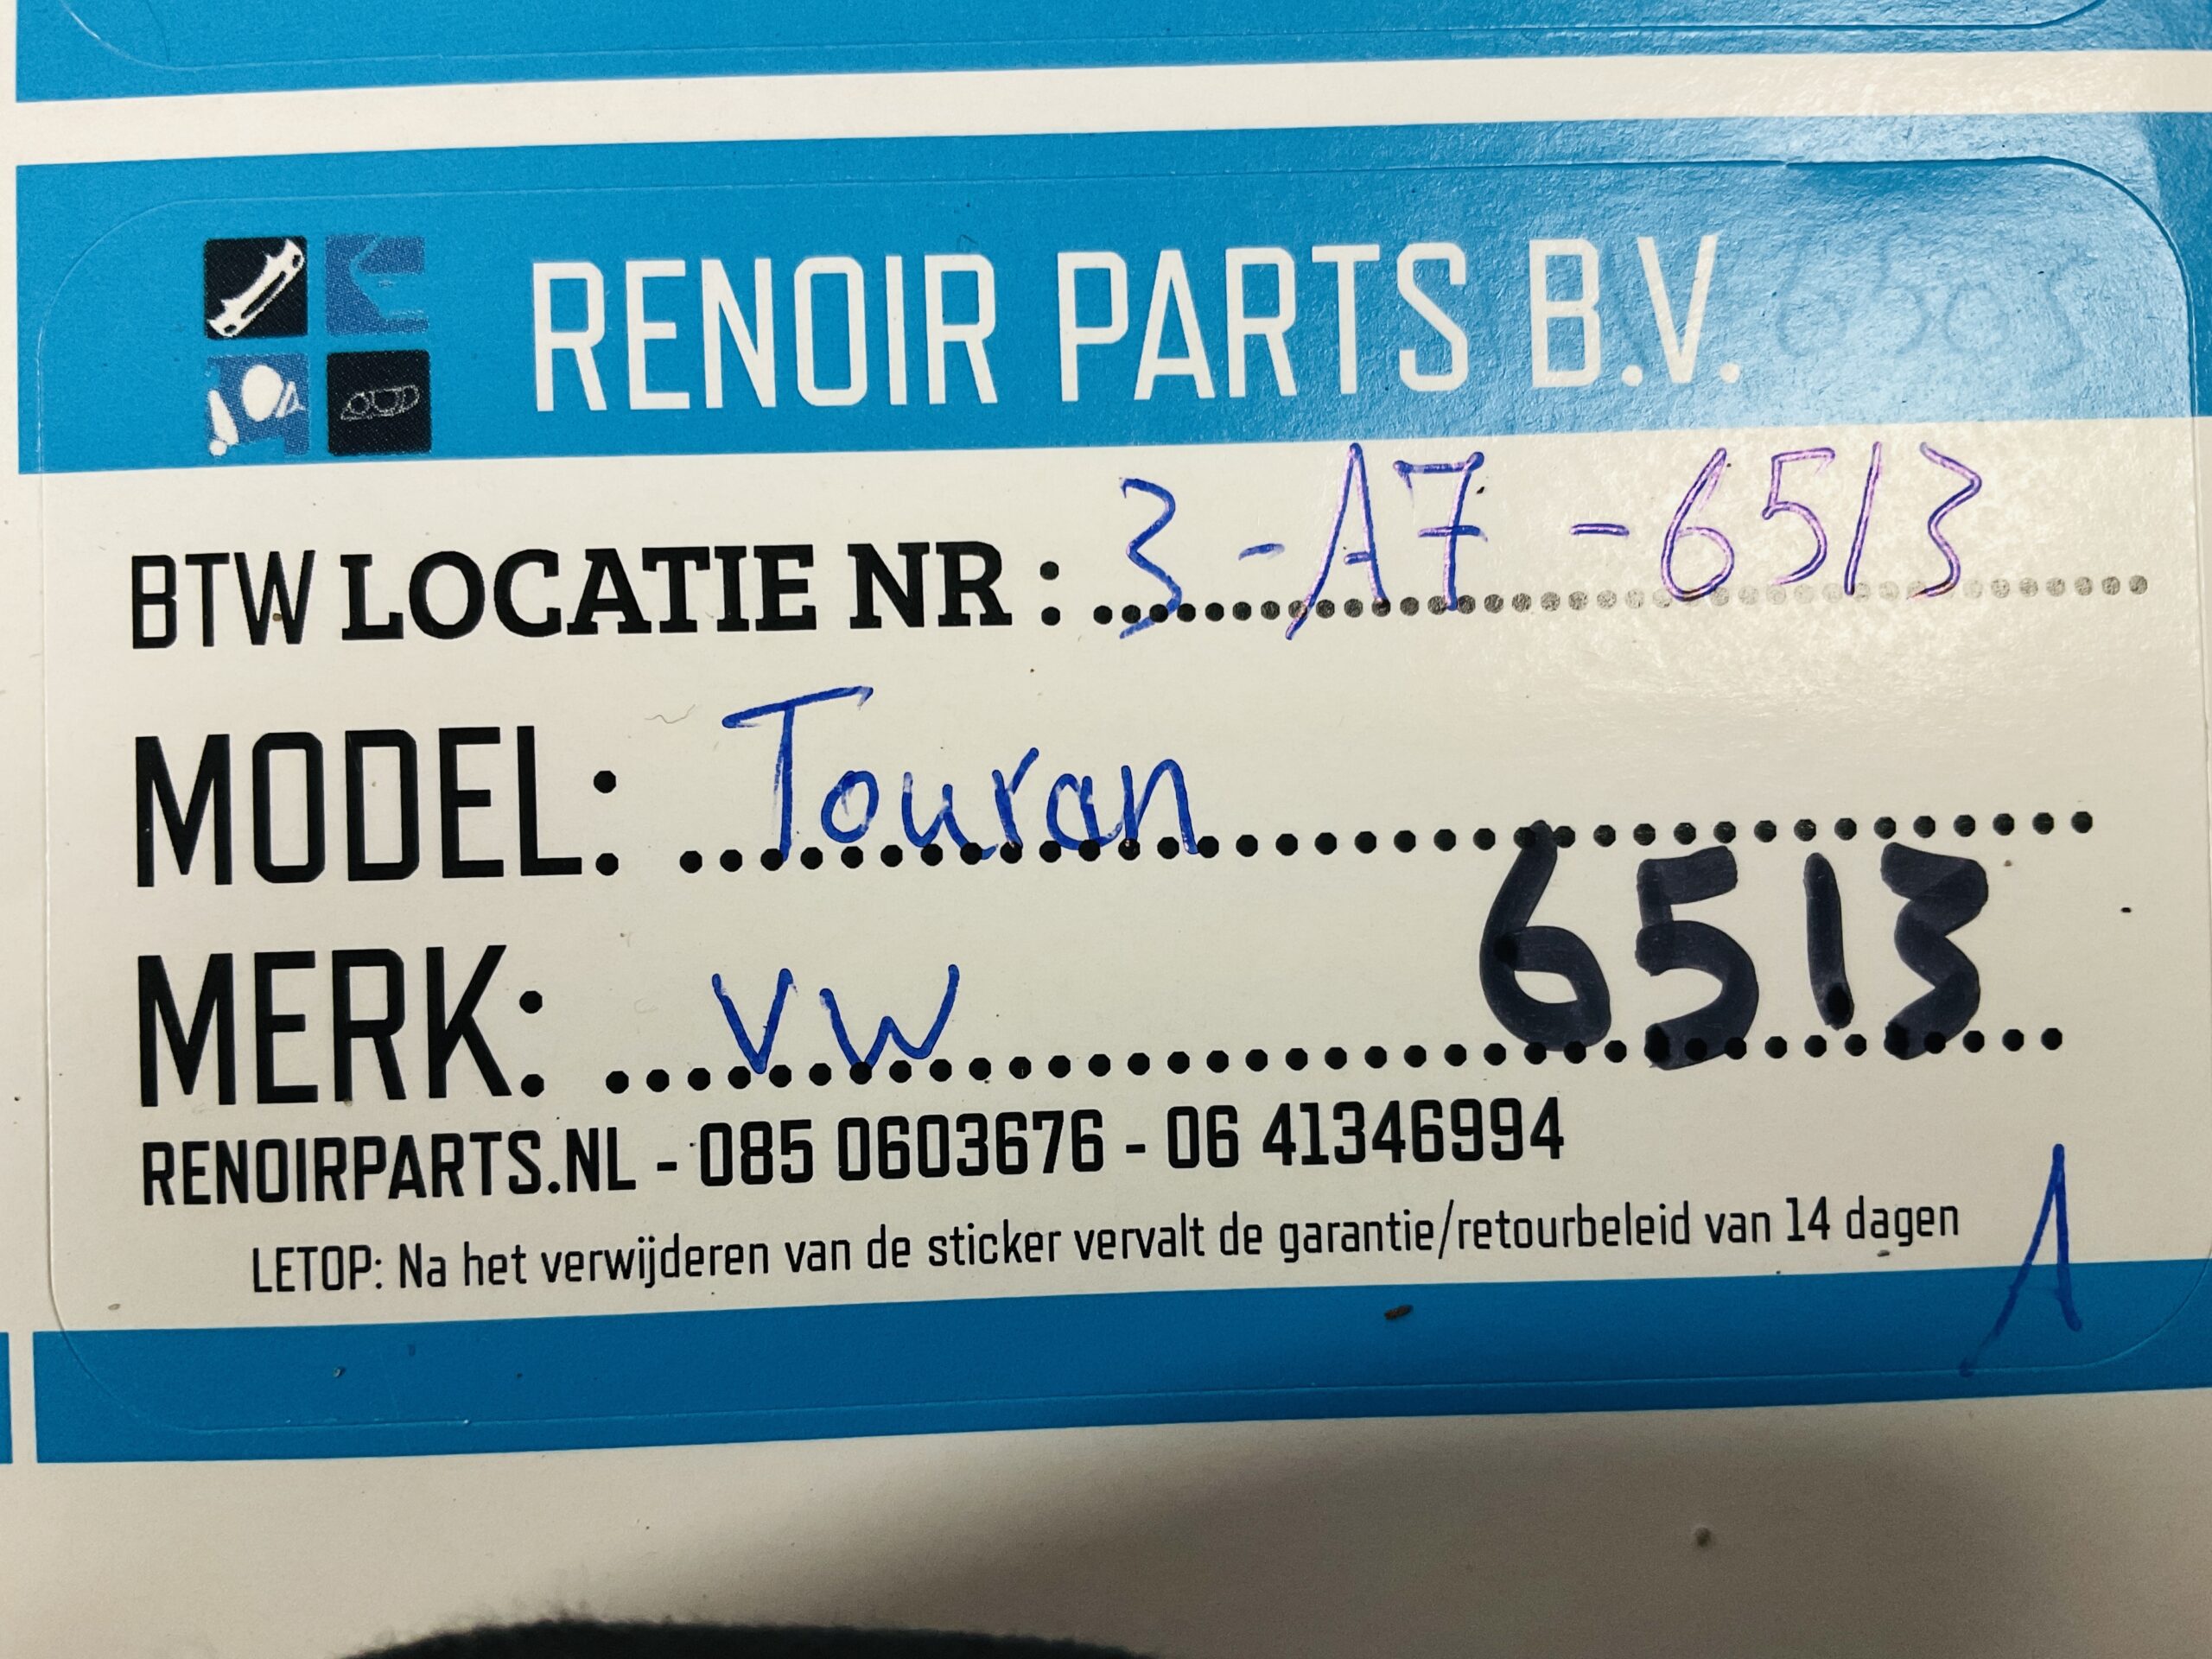 RENOIR PARTS B.V.
BTW LOCATIE NR : 3 - A7 - 6513
MODEL: Touran
MERK: VW 6513
RENOIRPARTS.NL - 085 0603676 - 06 41346994
LETOP: Na het verwijderen van de sticker vervalt de garantie/retourbeleid van 14 dagen
1